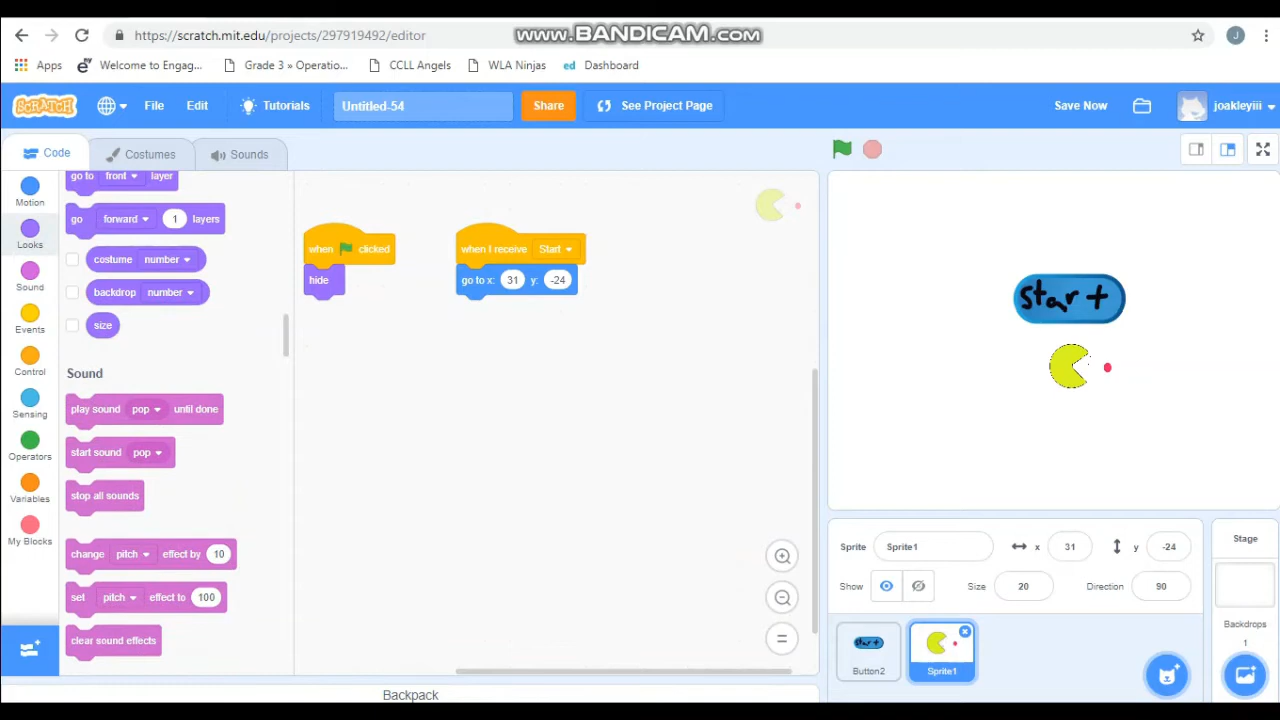 www.BANDICAM.com
https://scratch.mit.edu/projects/297919492/editor
J
Apps
ey Welcome to Engag...
Grade 3 » Operatio...
CCLL Angels
WLA Ninjas
ed Dashboard
SCRATCH
File
Edit
Tutorials
Untitled-54
Share
See Project Page
Save Now
joakleyiii
Code
Costumes
Sounds
Motion
Looks
Sound
Events
Control
Sensing
Operators
Variables
My Blocks
go to front layer
go forward 1 layers
costume number
backdrop number
size
Sound
play sound pop until done
start sound pop
stop all sounds
change pitch effect by 10
set pitch effect to 100
clear sound effects
when clicked
hide
when I receive Start
go to x: 31 y: -24
start
Sprite Sprite1 x 31 y -24
Show Size 20 Direction 90
Button2
Sprite1
Stage
Backdrops
1
Backpack